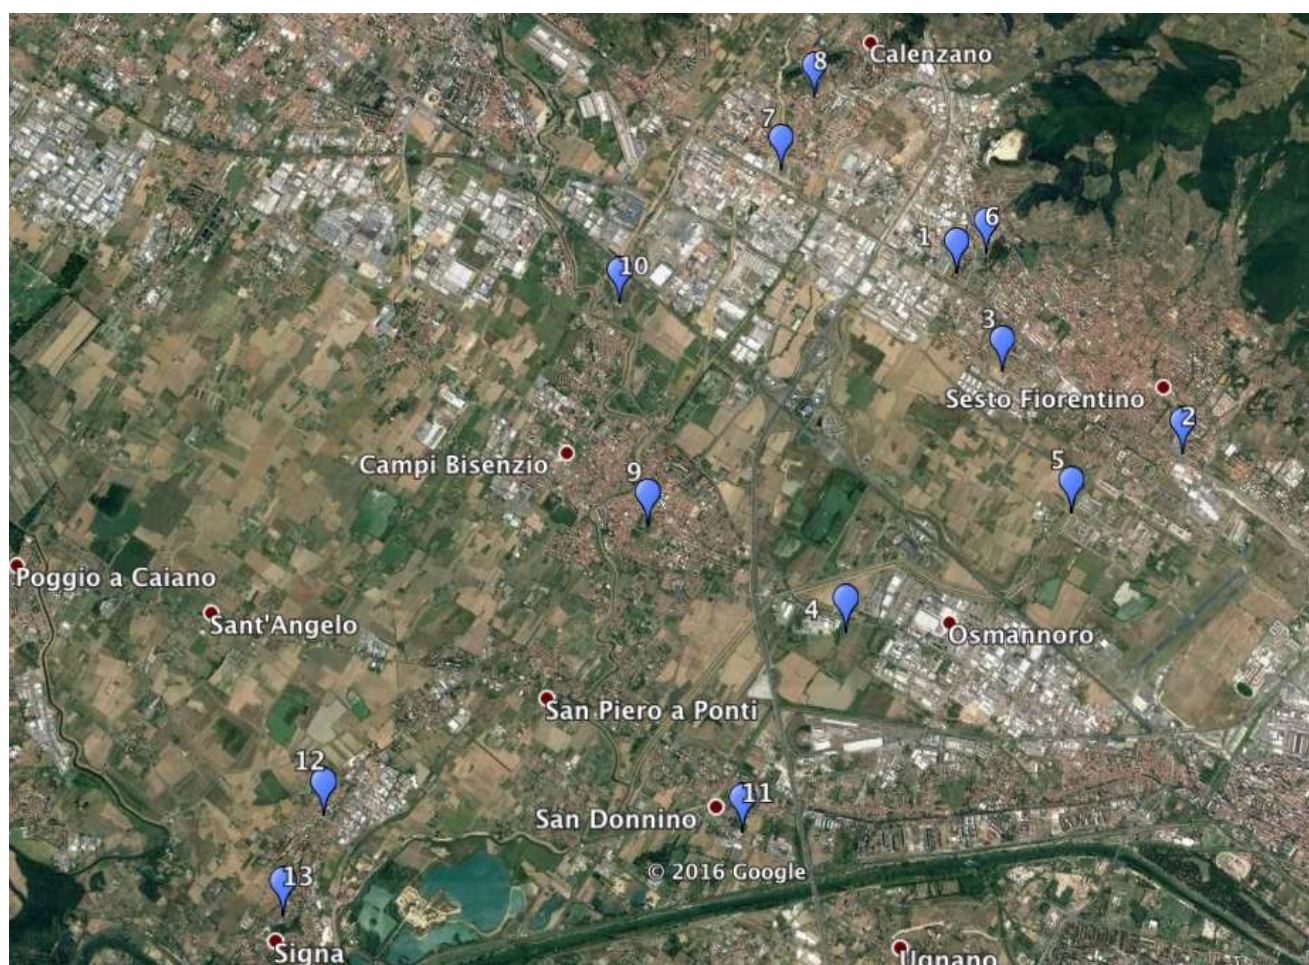 Calenzano
8
7
6
1
10
3
Sesto Fiorentino
2
Campi Bisenzio
9
5
Poggio a Caiano
Sant'Angelo
4
Osmannoro
San Piero a Ponti
12
11
San Donnino
© 2016 Google
13
Signa
Ugnano